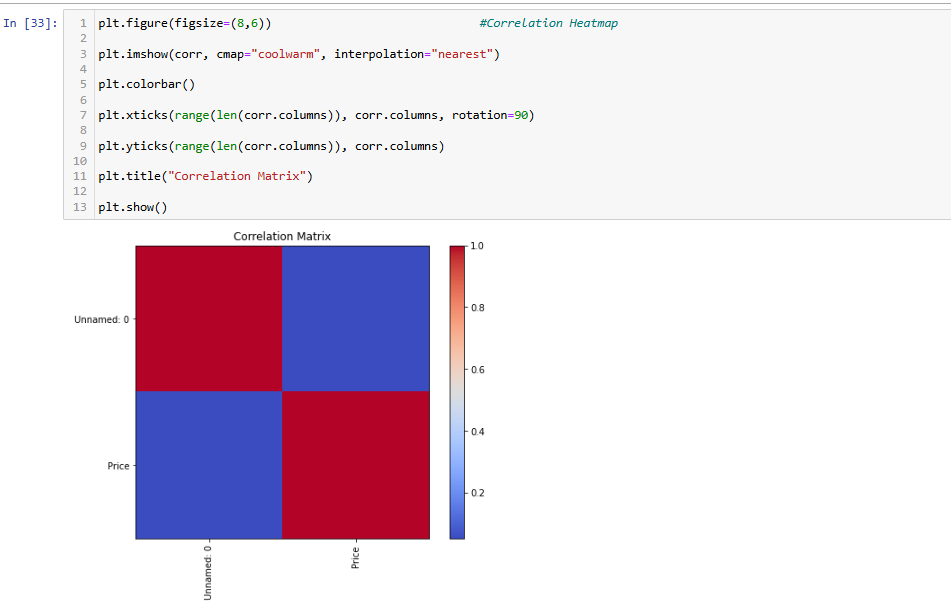 In [33]:
1 plt.figure(figsize=(8,6)) #Correlation Heatmap
2
3 plt.imshow(corr, cmap="coolwarm", interpolation="nearest")
4
5 plt.colorbar()
6
7 plt.xticks(range(len(corr.columns)), corr.columns, rotation=90)
8
9 plt.yticks(range(len(corr.columns)), corr.columns)
10
11 plt.title("Correlation Matrix")
12
13 plt.show()
Correlation Matrix
1.0
0.8
Unnamed: 0
0.6
0.4
Price
0.2
Unnamed: 0
Price